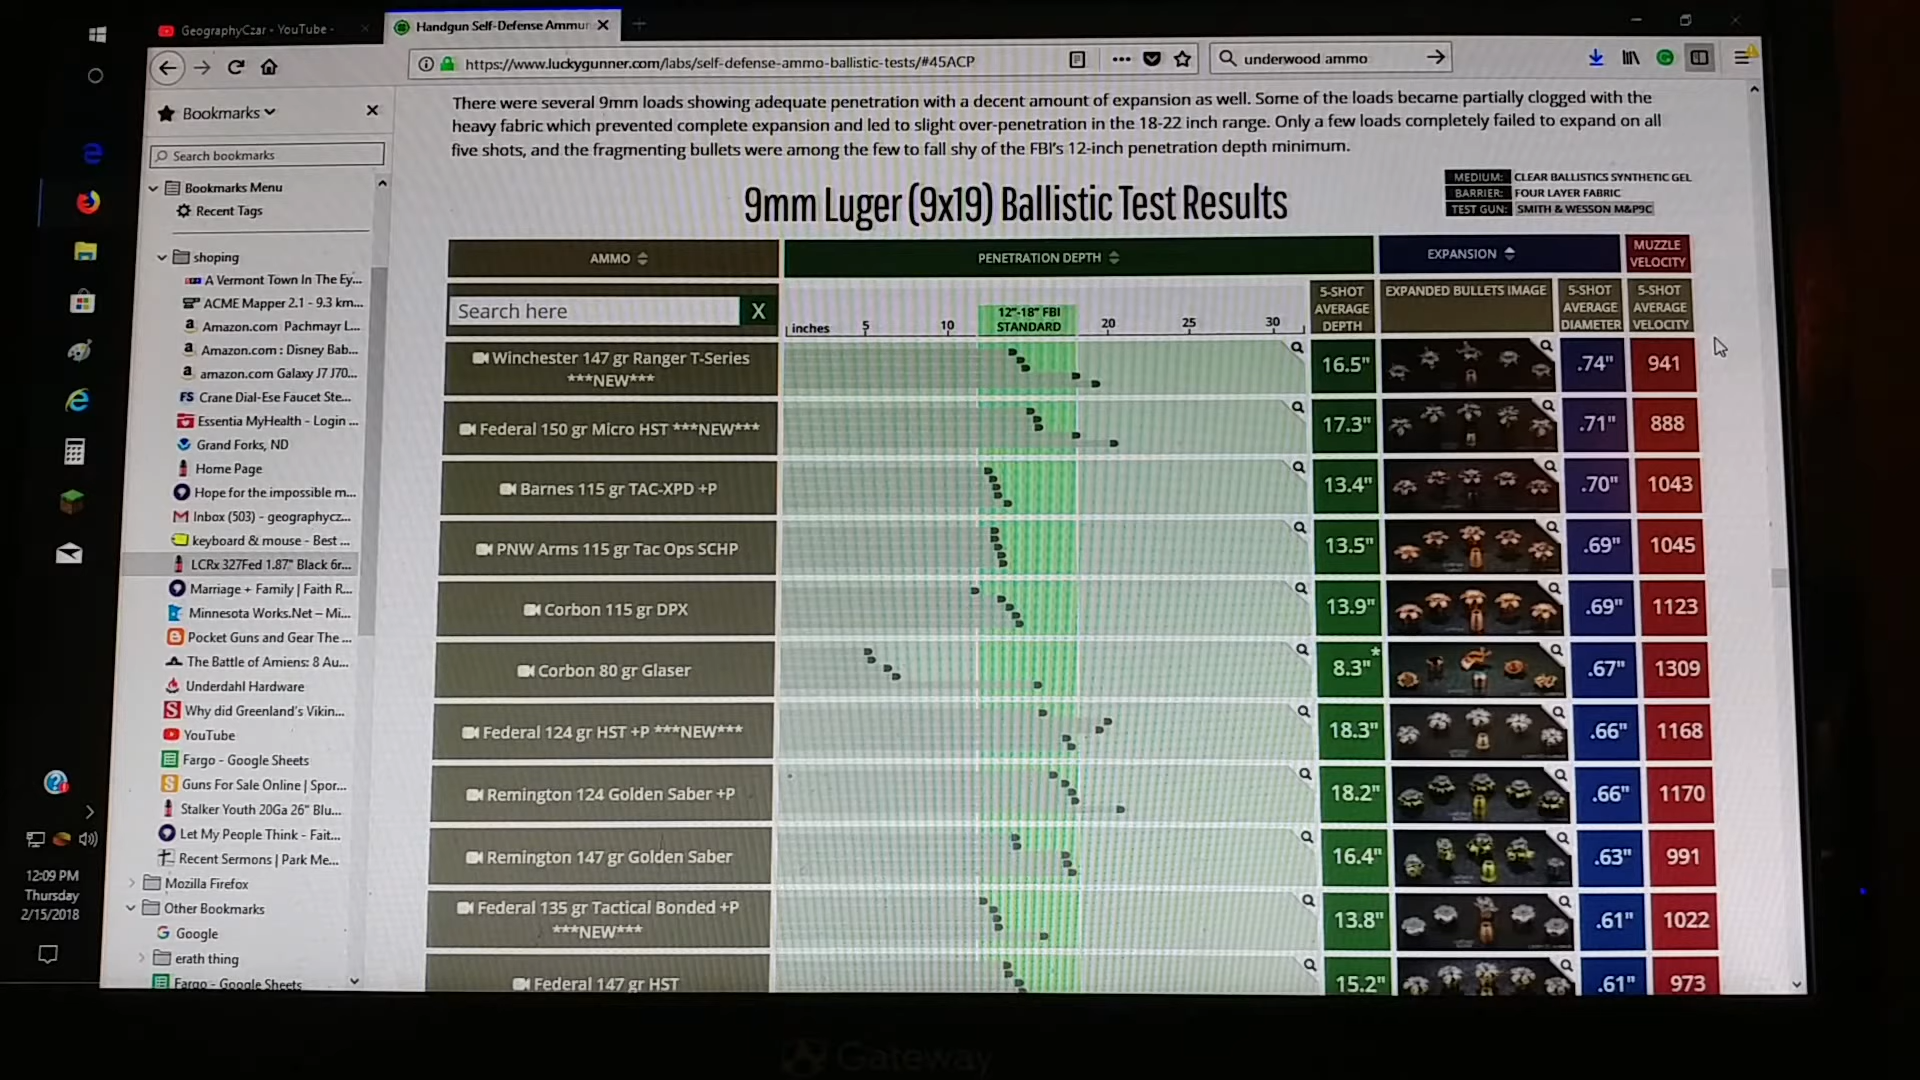 GeographyCzar - YouTube -
Handgun Self-Defense Ammu
https://www.luckygunner.com/labs/self-defense-ammo-ballistic-tests/#45ACP
underwood ammo
Bookmarks
Search bookmarks
Bookmarks Menu
Recent Tags
shoping
A Vermont Town In The Ey...
ACME Mapper 2.1 - 9.3 km...
Amazon.com Pachmayr L...
Amazon.com : Disney Bab...
amazon.com Galaxy J7 J70...
FS Crane Dial-Ese Faucet Ste...
Essentia MyHealth - Login ...
Grand Forks, ND
Home Page
Hope for the impossible m...
Inbox (503) - geographycz...
keyboard & mouse - Best ...
LCRx 327Fed 1.87" Black 6r...
Marriage + Family | Faith R...
Minnesota Works.Net – Mi...
Pocket Guns and Gear The ...
The Battle of Amiens: 8 Au...
Underdahl Hardware
Why did Greenland's Vikin...
YouTube
Fargo - Google Sheets
Guns For Sale Online | Spor...
Stalker Youth 20Ga 26" Blu...
Let My People Think - Fait...
Recent Sermons | Park Me...
Mozilla Firefox
Other Bookmarks
Google
erath thing
Fargo - Google Sheets
12:09 PM
Thursday
2/15/2018
There were several 9mm loads showing adequate penetration with a decent amount of expansion as well. Some of the loads became partially clogged with the
heavy fabric which prevented complete expansion and led to slight over-penetration in the 18-22 inch range. Only a few loads completely failed to expand on all
five shots, and the fragmenting bullets were among the few to fall shy of the FBI's 12-inch penetration depth minimum.
9mm Luger (9x19) Ballistic Test Results
MEDIUM: CLEAR BALLISTICS SYNTHETIC GEL
BARRIER: FOUR LAYER FABRIC
TEST GUN: SMITH & WESSON M&P9C
AMMO PENETRATION DEPTH EXPANSION MUZZLE
VELOCITY
Search here X
inches 5 10 12"-18" FBI
STANDARD 20 25 30
5-SHOT
AVERAGE
DEPTH
EXPANDED BULLETS IMAGE
5-SHOT
AVERAGE
DIAMETER
5-SHOT
AVERAGE
VELOCITY
Winchester 147 gr Ranger T-Series
***NEW***
16.5" .74" 941
Federal 150 gr Micro HST ***NEW*** 17.3" .71" 888
Barnes 115 gr TAC-XPD +P 13.4" .70" 1043
PNW Arms 115 gr Tac Ops SCHP 13.5" .69" 1045
Corbon 115 gr DPX 13.9" .69" 1123
Corbon 80 gr Glaser 8.3"* .67" 1309
Federal 124 gr HST +P ***NEW*** 18.3" .66" 1168
Remington 124 Golden Saber +P 18.2" .66" 1170
Remington 147 gr Golden Saber 16.4" .63" 991
Federal 135 gr Tactical Bonded +P
***NEW***
13.8" .61" 1022
Federal 147 gr HST 15.2" .61" 973
Gateway